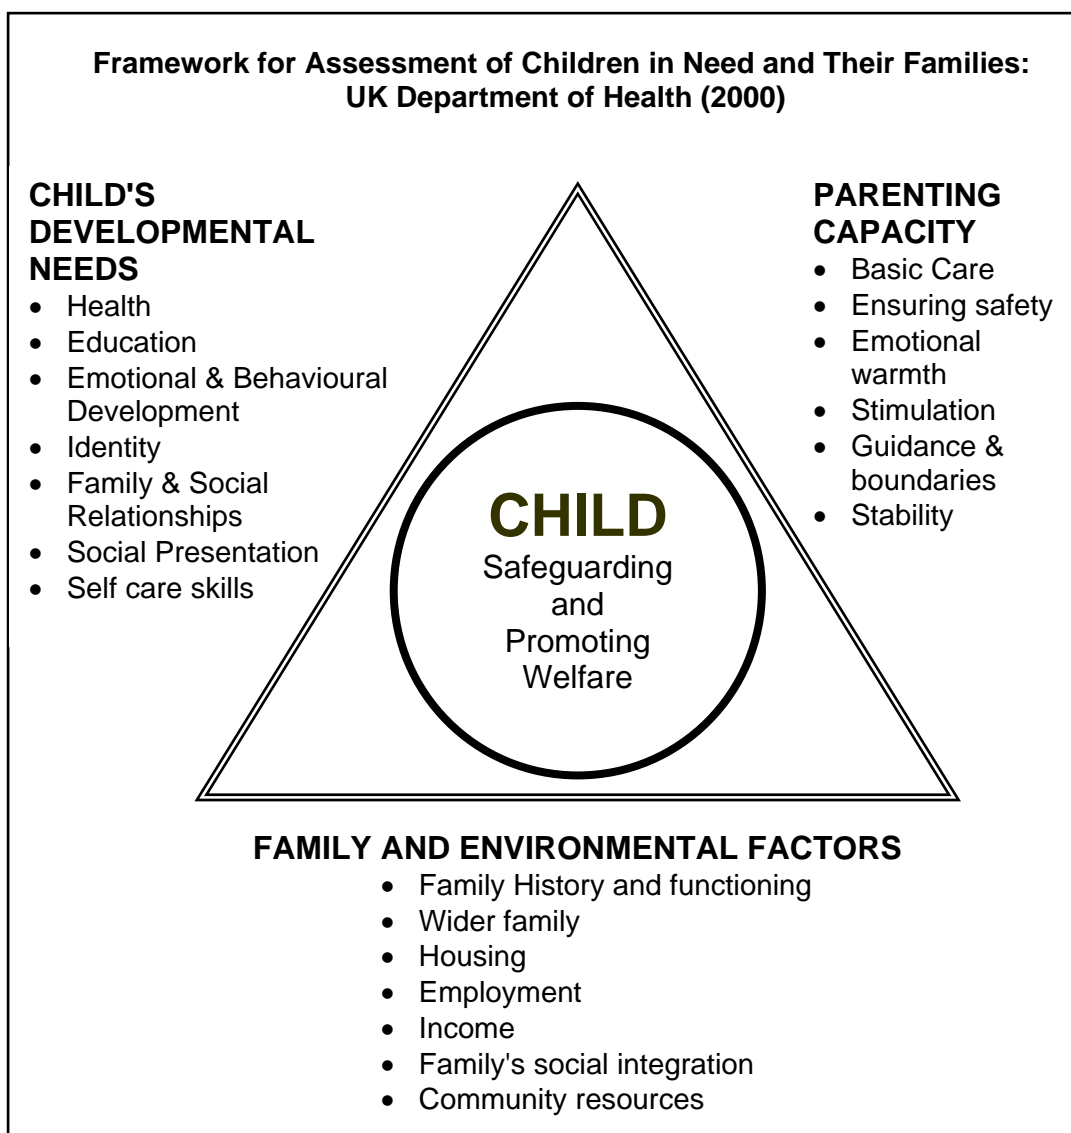 Framework for Assessment of Children in Need and Their Families:
UK Department of Health (2000)
CHILD'S
DEVELOPMENTAL
NEEDS
• Health
• Education
• Emotional & Behavioural
Development
• Identity
• Family & Social
Relationships
• Social Presentation
• Self care skills
PARENTING
CAPACITY
• Basic Care
• Ensuring safety
• Emotional
warmth
• Stimulation
• Guidance &
boundaries
• Stability
CHILD
Safeguarding
and
Promoting
Welfare
FAMILY AND ENVIRONMENTAL FACTORS
• Family History and functioning
• Wider family
• Housing
• Employment
• Income
• Family's social integration
• Community resources